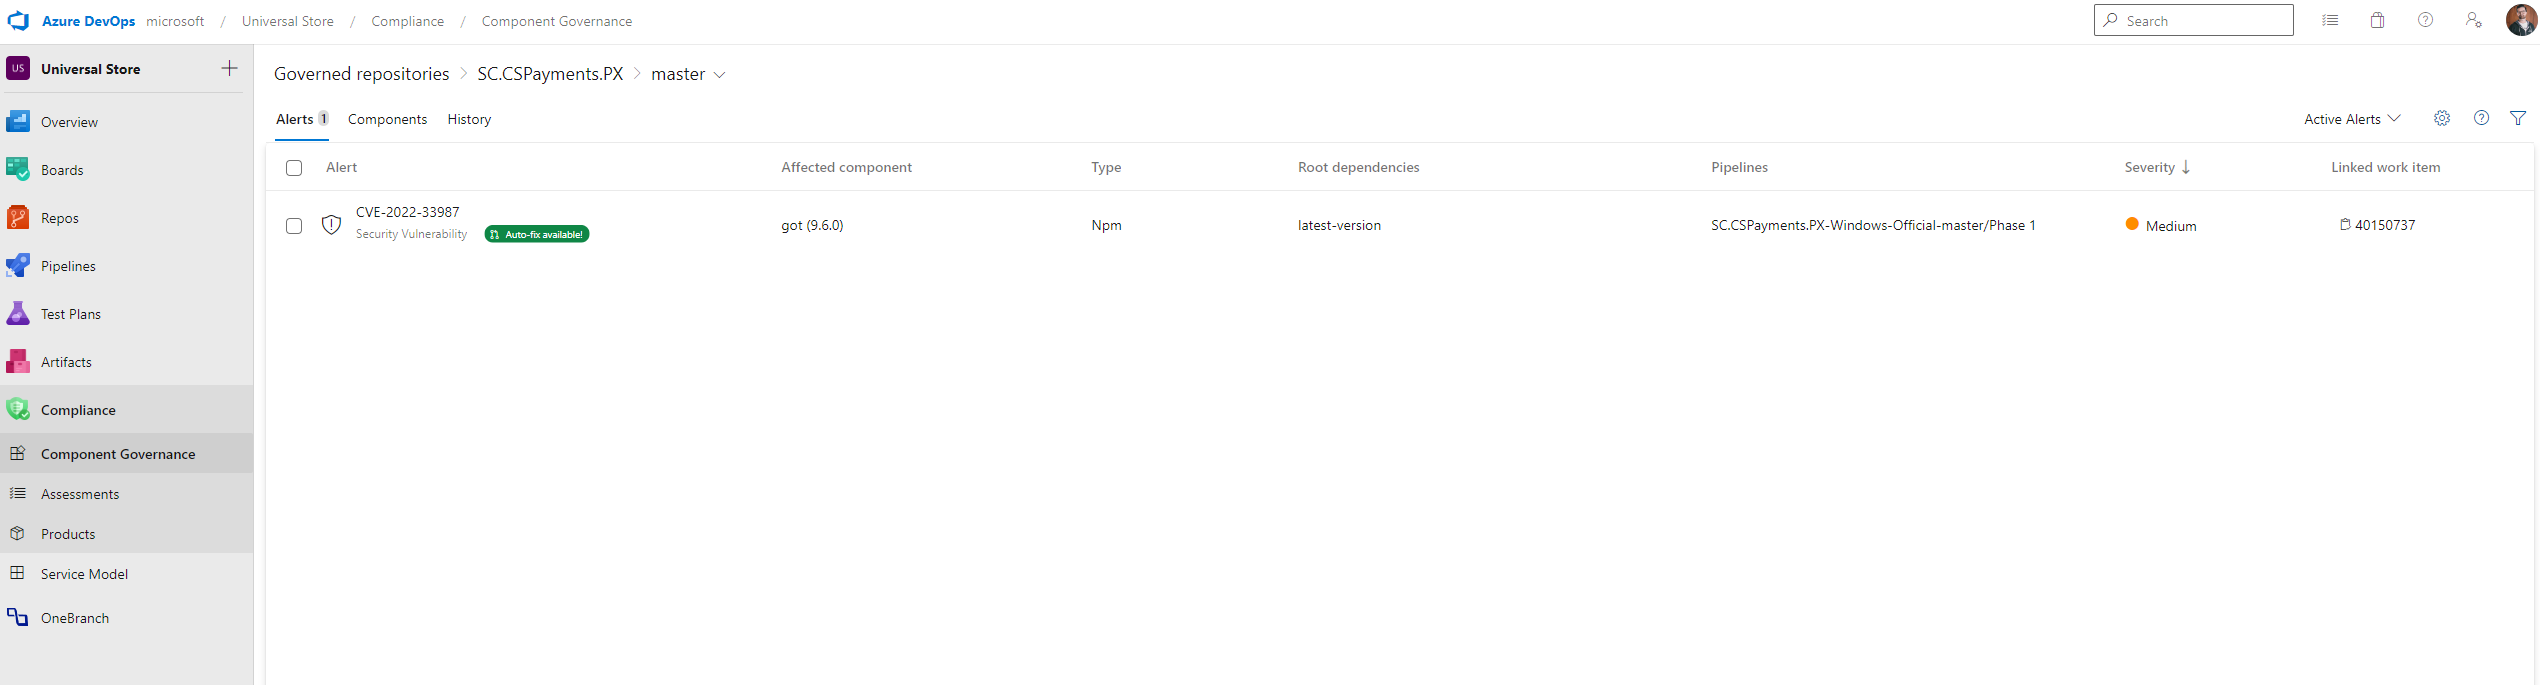 Azure DevOps microsoft / Universal Store / Compliance / Component Governance
Search
US Universal Store
Overview
Boards
Repos
Pipelines
Test Plans
Artifacts
Compliance
Component Governance
Assessments
Products
Service Model
OneBranch
Governed repositories > SC.CSPayments.PX > master
Alerts 1 Components History
Active Alerts
Alert Affected component Type Root dependencies Pipelines Severity Linked work item
CVE-2022-33987
Security Vulnerability Auto-fix available!
got (9.6.0) Npm latest-version SC.CSPayments.PX-Windows-Official-master/Phase 1 Medium 40150737